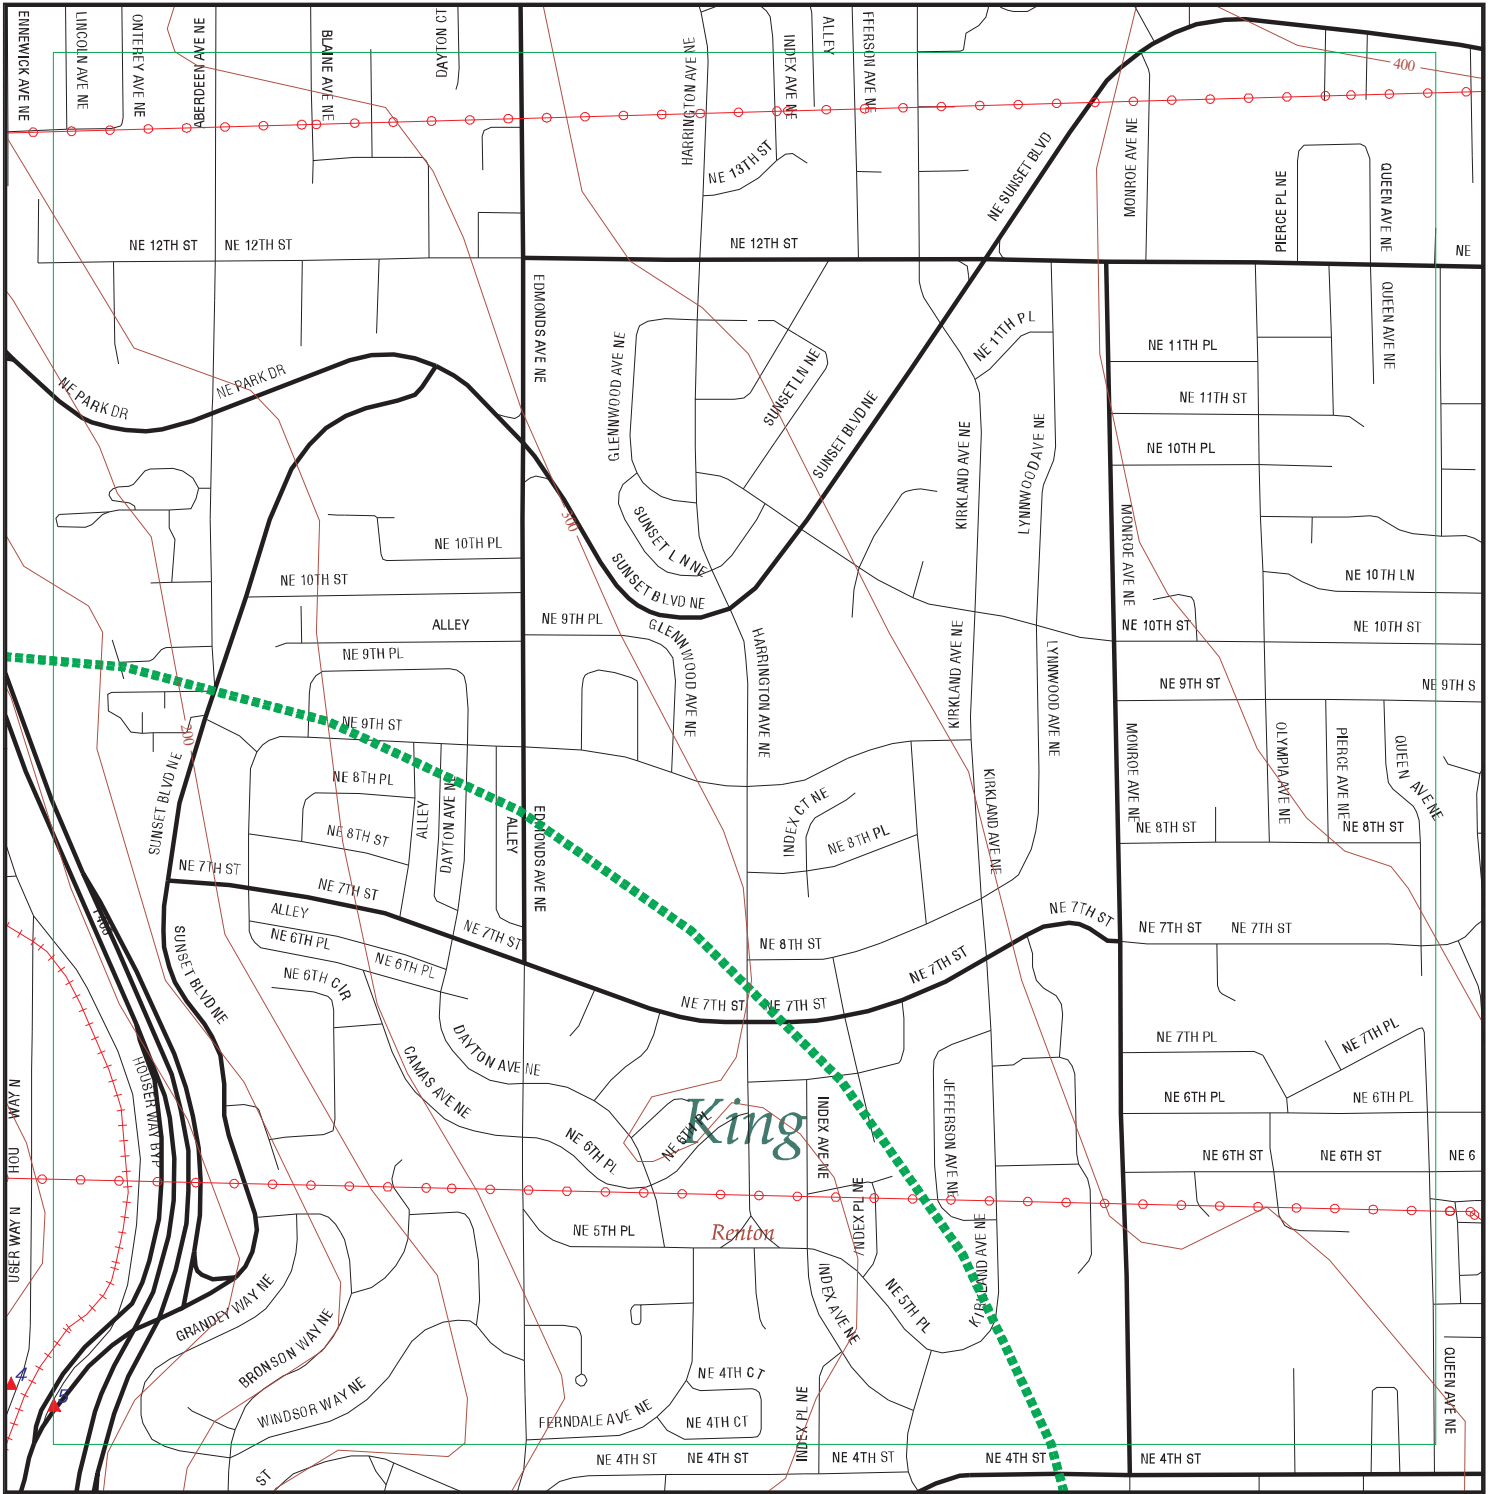 ENNEWICK AVE NE
LINCOLN AVE NE
ONTEREY AVE NE
ABERDEEN AVE NE
BLAINE AVE NE
DAYTON CT
HARRINGTON AVE NE
INDEX AVE NE
ALLEY
FFERSON AVE NE
400
NE 13TH ST
NE SUNSET BLVD
MONROE AVE NE
PIERCE PL NE
QUEEN AVE NE
NE 12TH ST
NE 12TH ST
NE 12TH ST
NE
EDMONDS AVE NE
GLENNWOOD AVE NE
SUNSET LN NE
SUNSET BLVD NE
NE 11TH PL
QUEEN AVE NE
NE 11TH PL
NE PARK DR
NE PARK DR
NE 11TH ST
KIRKLAND AVE NE
LYNNWOOD AVE NE
NE 10TH PL
300
SUNSET LN NE
MONROE AVE NE
NE 10TH PL
NE 10TH ST
SUNSET BLVD NE
NE 10TH LN
ALLEY
NE 9TH PL
GLENNWOOD AVE NE
HARRINGTON AVE NE
KIRKLAND AVE NE
LYNNWOOD AVE NE
NE 10TH ST
NE 10TH ST
NE 9TH PL
NE 9TH ST
NE 9TH S
200
NE 9TH ST
MONROE AVE NE
OLYMPIA AVE NE
PIERCE AVE NE
QUEEN AVE NE
SUNSET BLVD NE
NE 8TH PL
ALLEY
DAYTON AVE NE
ALLEY
EDMONDS AVE NE
INDEX CT NE
NE 8TH PL
KIRKLAND AVE NE
NE 8TH ST
NE 8TH ST
NE 8TH ST
NE 7TH ST
NE 7TH ST
ALLEY
NE 7TH ST
NE 7TH ST
NE 7TH ST
NE 7TH ST
I-405
SUNSET BLVD NE
NE 6TH PL
NE 6TH PL
NE 8TH ST
NE 7TH ST
NE 6TH CIR
NE 7TH ST
NE 7TH ST
NE 7TH PL
NE 7TH PL
DAYTON AVE NE
CAMAS AVE NE
HOUSER WAY BYP
HOU
WAY N
King
NE 6TH PL
NE 6TH PL
INDEX AVE NE
JEFFERSON AVE NE
NE 6TH PL
NE 6TH PL
NE 6TH ST
NE 6TH ST
NE 6
USER WAY N
NE 5TH PL
Renton
NDEX PL NE
KIRKLAND AVE NE
GRANDEY WAY NE
BRONSON WAY NE
INDEX AVE NE
NE 5TH PL
4
5
WINDSOR WAY NE
NE 4TH CT
QUEEN AVE NE
FERNDALE AVE NE
NE 4TH CT
INDEX PL NE
ST
NE 4TH ST
NE 4TH ST
NE 4TH ST
NE 4TH ST
NE 4TH ST